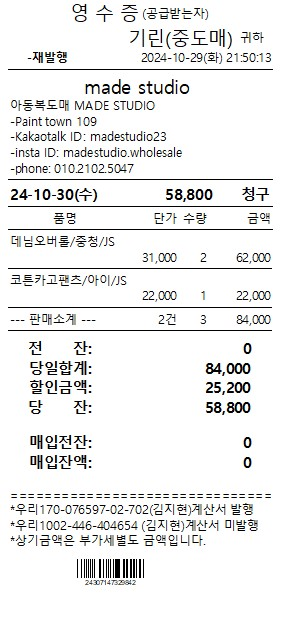 영 수 증 (공급받는자)
기린(중도매) 귀하
-재발행 2024-10-29(화) 21:50:13
made studio
아동복도매 MADE STUDIO
-Paint town 109
-Kakaotalk ID: madestudio23
-insta ID: madestudio.wholesale
-phone: 010.2102.5047
24-10-30(수) 58,800 청구
품명 단가 수량 금액
데님오버롤/중청/JS
31,000 2 62,000
코튼카고팬츠/아이/JS
22,000 1 22,000
--- 판매소계 --- 2건 3 84,000
전 잔: 0
당일합계: 84,000
할인금액: 25,200
당 잔: 58,800
매입전잔: 0
매입잔액: 0
==============================
*우리170-076597-02-702(김지현)계산서 발행
*우리1002-446-404654 (김지현)계산서 미발행
*상기금액은 부가세별도 금액입니다.
24307147329842